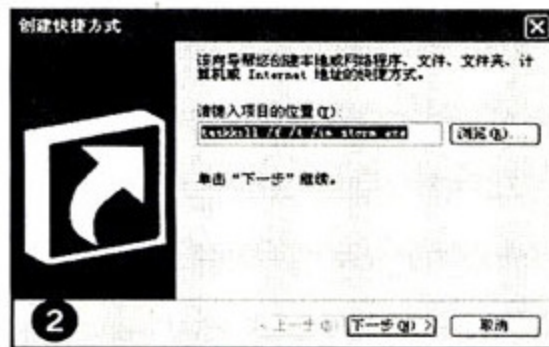 创建快捷方式
该向导帮您创建本地或网络程序、文件、文件夹、计
算机或 Internet 地址的快捷方式。
请键入项目的位置(T):
taskkill /f /t /im storm.exe
浏览(R)...
单击“下一步”继续。
2
上一步(B)
下一步(N) >
取消